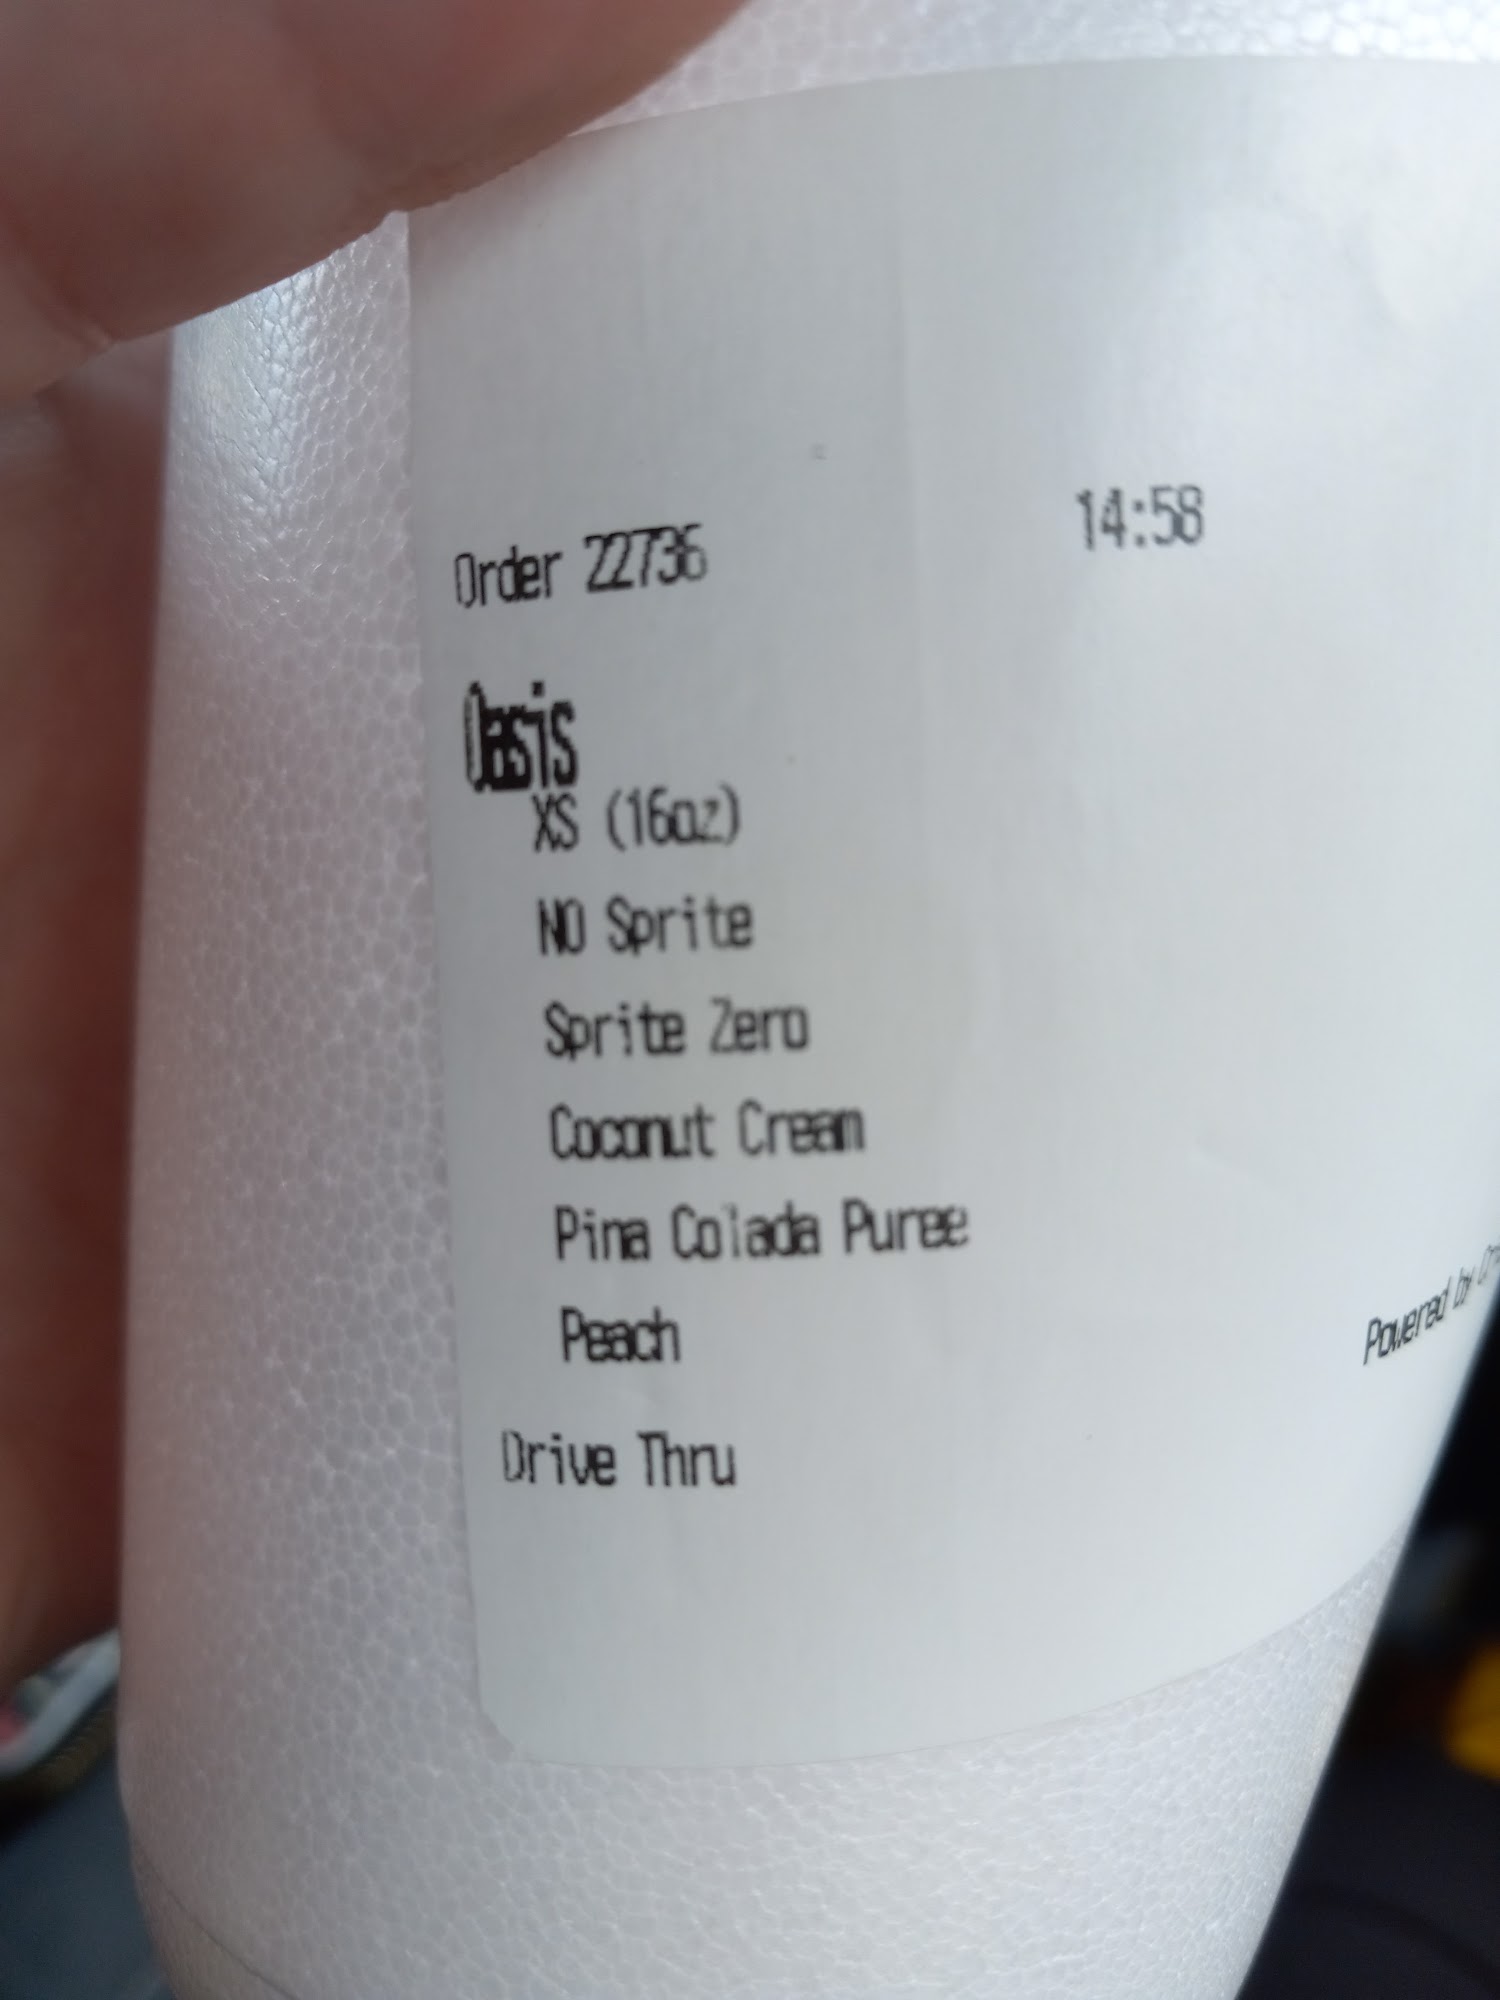 Order 22736 14:58
Oasis
XS (16oz)
NO Sprite
Sprite Zero
Coconut Cream
Pina Colada Puree
Peach
Powered by
Drive Thru